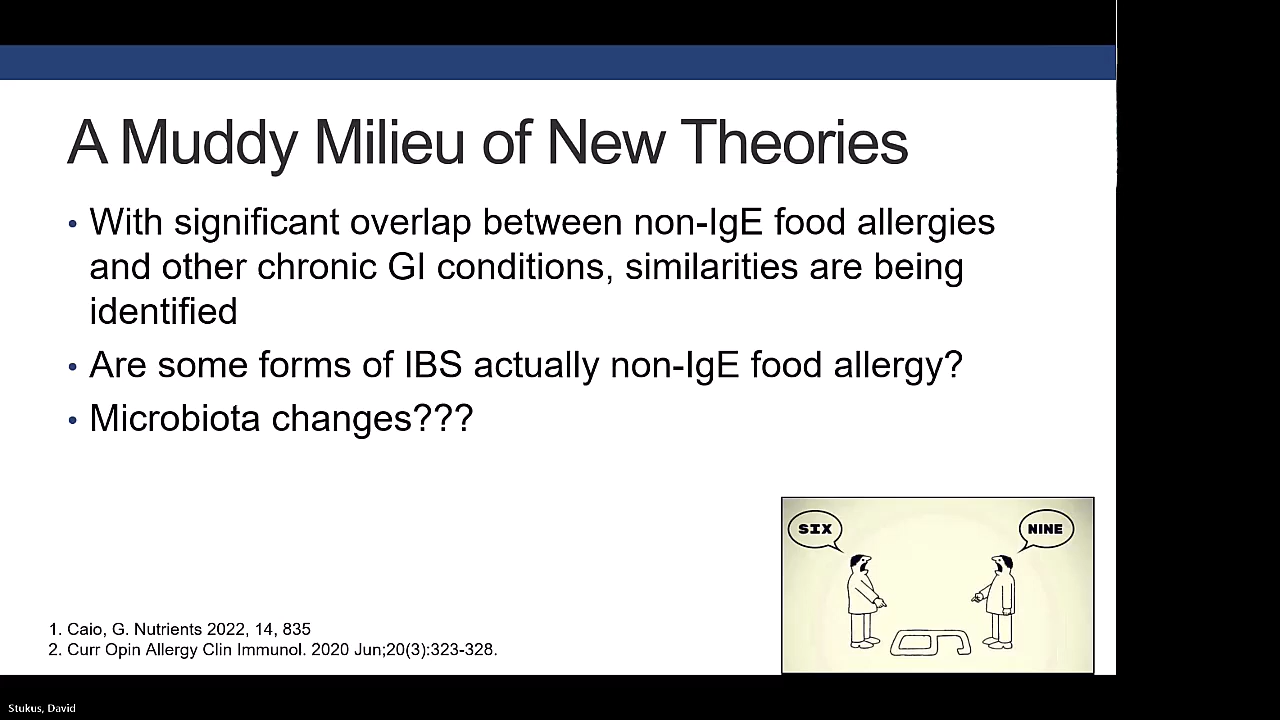 A Muddy Milieu of New Theories
• With significant overlap between non-IgE food allergies
and other chronic GI conditions, similarities are being
identified
• Are some forms of IBS actually non-IgE food allergy?
• Microbiota changes???
SIX
NINE
1. Caio, G. Nutrients 2022, 14, 835
2. Curr Opin Allergy Clin Immunol. 2020 Jun;20(3):323-328.
Stukus, David